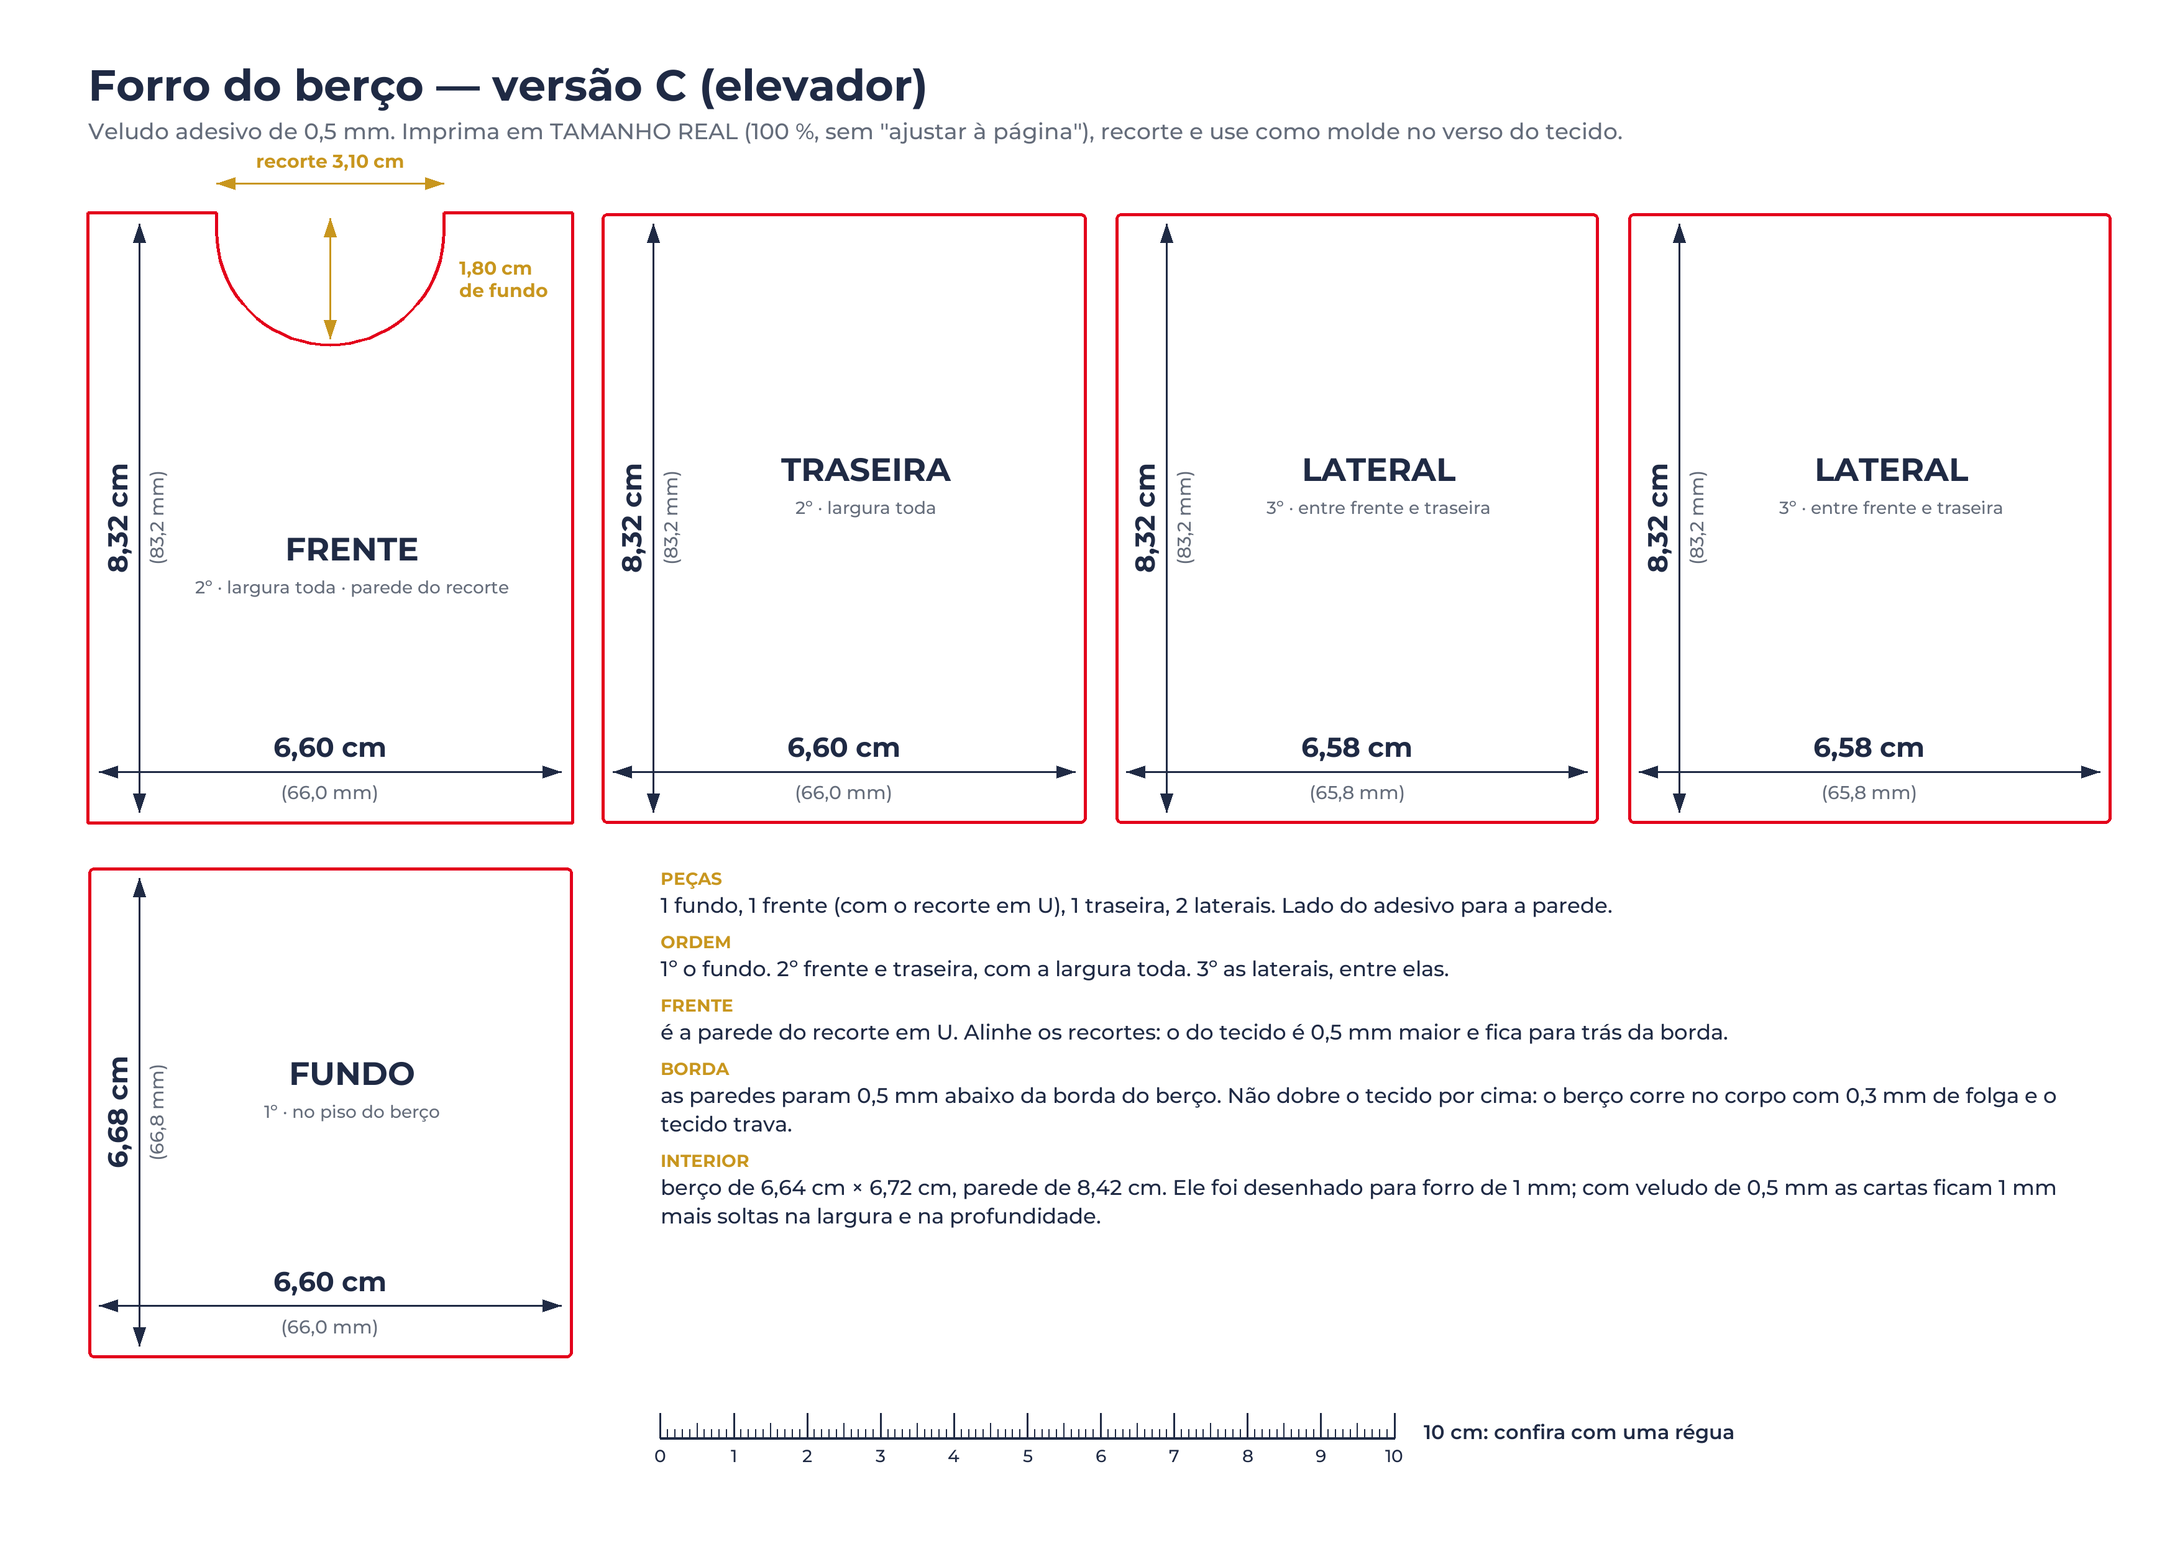 Forro do berço — versão C (elevador)
Veludo adesivo de 0,5 mm. Imprima em TAMANHO REAL (100 %, sem "ajustar à página"), recorte e use como molde no verso do tecido.
recorte 3,10 cm
1,80 cm
de fundo
8,32 cm
(83,2 mm)
FRENTE
2º · largura toda · parede do recorte
6,60 cm
(66,0 mm)
8,32 cm
(83,2 mm)
TRASEIRA
2º · largura toda
6,60 cm
(66,0 mm)
8,32 cm
(83,2 mm)
LATERAL
3º · entre frente e traseira
6,58 cm
(65,8 mm)
8,32 cm
(83,2 mm)
LATERAL
3º · entre frente e traseira
6,58 cm
(65,8 mm)
6,68 cm
(66,8 mm)
FUNDO
1º · no piso do berço
6,60 cm
(66,0 mm)
PEÇAS
1 fundo, 1 frente (com o recorte em U), 1 traseira, 2 laterais. Lado do adesivo para a parede.
ORDEM
1º o fundo. 2º frente e traseira, com a largura toda. 3º as laterais, entre elas.
FRENTE
é a parede do recorte em U. Alinhe os recortes: o do tecido é 0,5 mm maior e fica para trás da borda.
BORDA
as paredes param 0,5 mm abaixo da borda do berço. Não dobre o tecido por cima: o berço corre no corpo com 0,3 mm de folga e o
tecido trava.
INTERIOR
berço de 6,64 cm × 6,72 cm, parede de 8,42 cm. Ele foi desenhado para forro de 1 mm; com veludo de 0,5 mm as cartas ficam 1 mm
mais soltas na largura e na profundidade.
0 1 2 3 4 5 6 7 8 9 10
10 cm: confira com uma régua